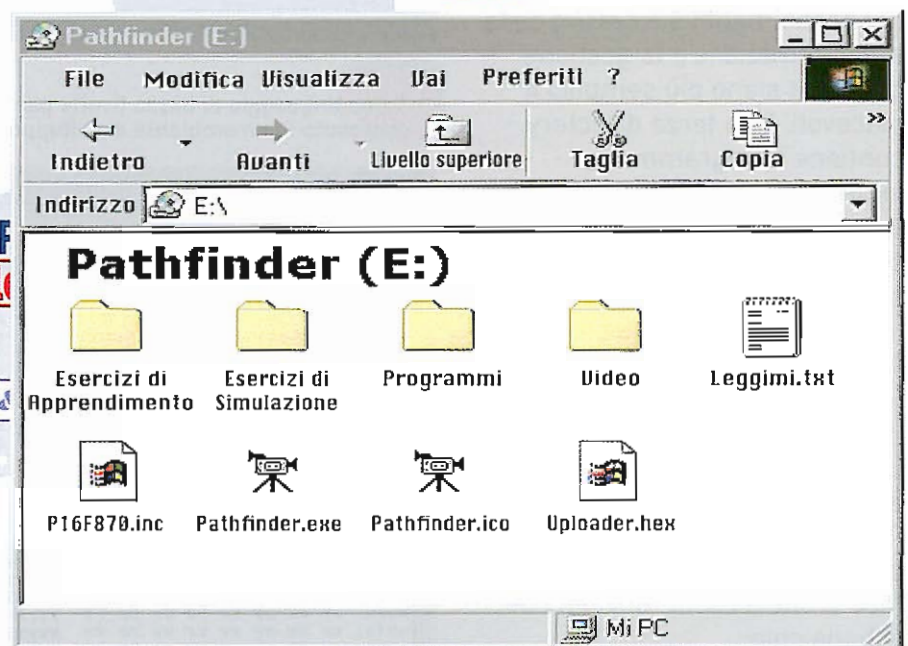 Pathfinder (E:)
File Modifica Visualizza Vai Preferiti ?
Indietro Avanti Livello superiore Taglia Copia »
Indirizzo E:\
Pathfinder (E:)
Esercizi di Apprendimento
Esercizi di Simulazione
Programmi
Video
Leggimi.txt
P16F870.inc
Pathfinder.exe
Pathfinder.ico
Uploader.hex
Mi PC